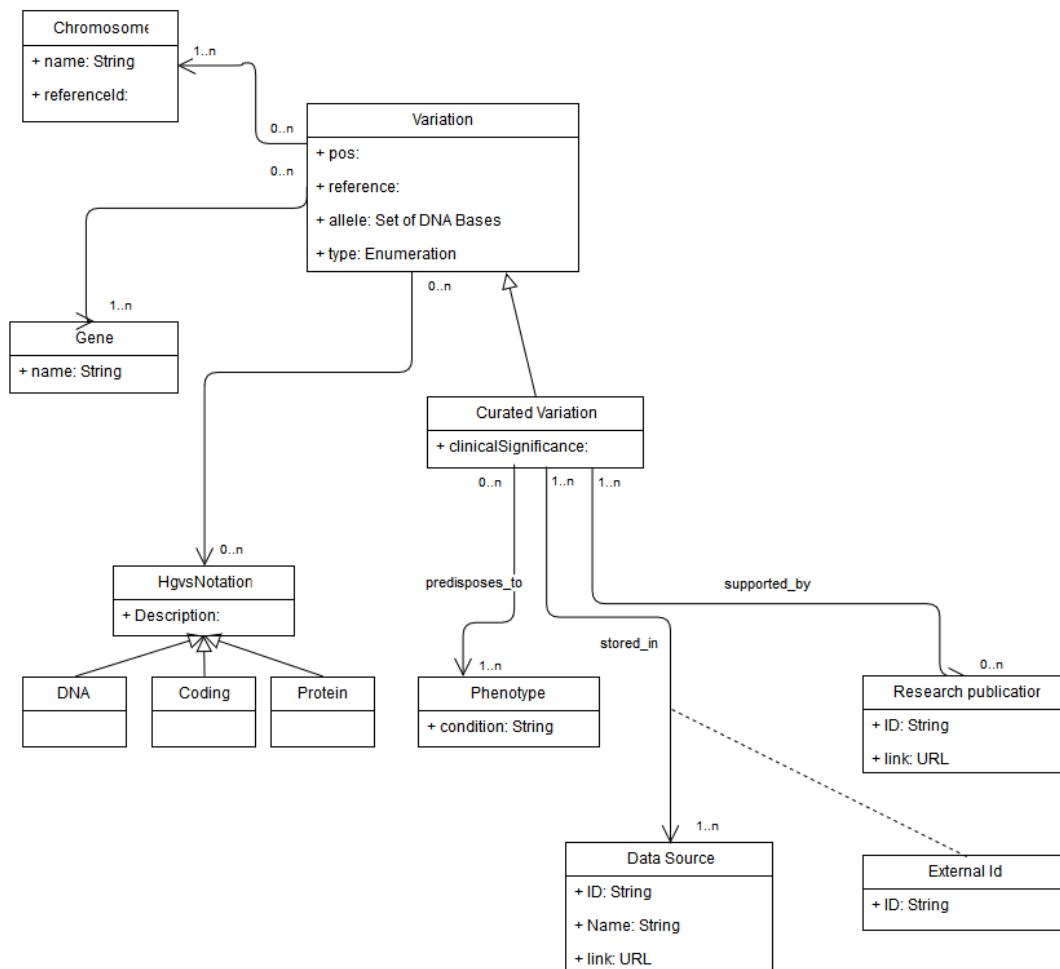 Chromosome
+ name: String
+ referenceId:
1..n
0..n
Variation
+ pos:
+ reference:
+ allele: Set of DNA Bases
+ type: Enumeration
0..n
1..n
Gene
+ name: String
0..n
Curated Variation
+ clinicalSignificance:
0..n
1..n
1..n
0..n
HgvsNotation
+ Description:
DNA
Coding
Protein
predisposes_to
1..n
Phenotype
+ condition: String
stored_in
supported_by
0..n
Research publication
+ ID: String
+ link: URL
1..n
Data Source
+ ID: String
+ Name: String
+ link: URL
External Id
+ ID: String